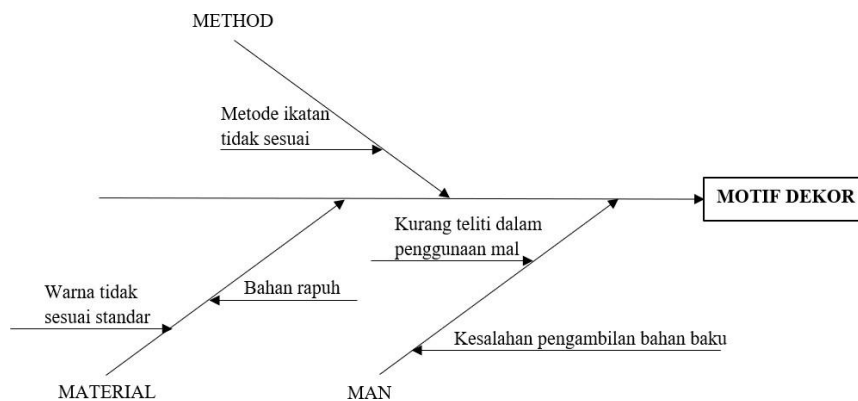 METHOD
Metode ikatan
tidak sesuai
MOTIF DEKOR
Kurang teliti dalam
penggunaan mal
Warna tidak
sesuai standar
Bahan rapuh
Kesalahan pengambilan bahan baku
MATERIAL
MAN